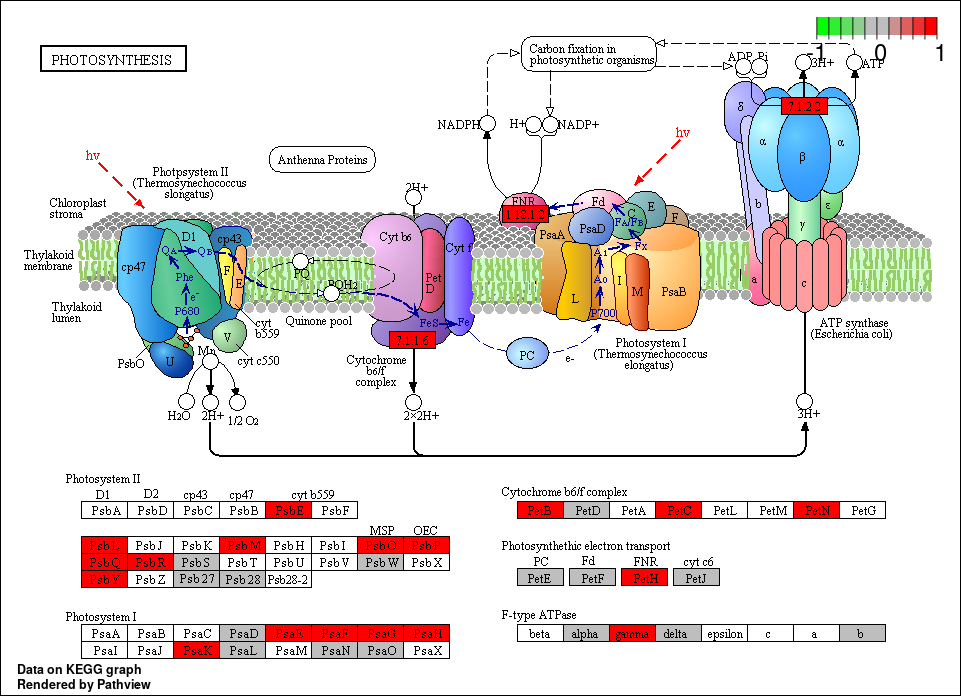 PHOTOSYNTHESIS
-1 0 1
Carbon fixation in
photosynthetic organisms
ADP Pi
3H+
ATP
NADPH
H+
NADP+
hν
hν
Anthenna Proteins
Photpsystem II
(Thermosynechococcus
elongatus)
Chloroplast
stroma
Thylakoid
membrane
Thylakoid
lumen
2H+
FNR
1.18.1.2
Fd
7.1.2.2
δ
α
β
α
b
ε
γ
a
c
D1
cp43
cp47
QA
QB
Phe
e-
P680
F
E
V
U
PsbO
Mn
cyt
b559
cyt c550
PQ
PQH2
Quinone pool
Cyt b6
Pet
D
Cyt f
FeS
Fe
7.1.1.6
Cytochrome
b6/f
complex
PC
e-
PsaA
PsaD
C
E
F
FA/FB
Fx
A1
A0
P700
L
I
M
PsaB
Photosystem I
(Thermosynechococcus
elongatus)
ATP synthase
(Escherichia coli)
H2O
2H+
1/2 O2
2×2H+
3H+
Photosystem II
D1 D2 cp43 cp47 cyt b559
PsbA PsbD PsbC PsbB PsbE PsbF
MSP OEC
PsbL PsbJ PsbK PsbM PsbH PsbI PsbO PsbP
PsbQ PsbR PsbS PsbT PsbU PsbV PsbW PsbX
PsbY PsbZ Psb27 Psb28 Psb28-2
Photosystem I
PsaA PsaB PsaC PsaD PsaE PsaF PsaG PsaH
PsaI PsaJ PsaK PsaL PsaM PsaN PsaO PsaX
Cytochrome b6/f complex
PetB PetD PetA PetC PetL PetM PetN PetG
Photosynthethic electron transport
PC Fd FNR cyt c6
PetE PetF PetH PetJ
F-type ATPase
beta alpha gamma delta epsilon c a b
Data on KEGG graph
Rendered by Pathview